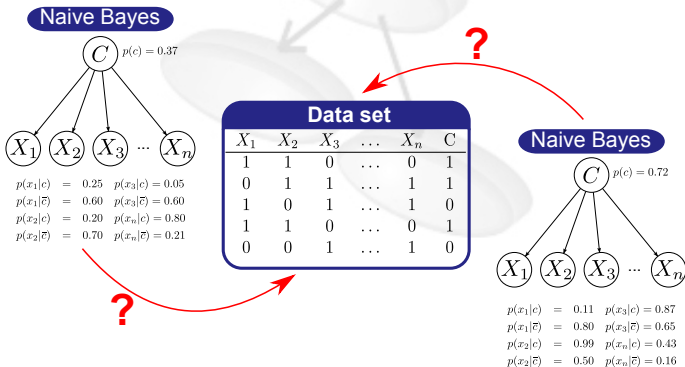 Naive Bayes
C p(c) = 0.37
X₁ X₂ X₃ ... Xₙ
p(x₁|c) = 0.25 p(x₃|c) = 0.05
p(x₁|c̅) = 0.60 p(x₃|c̅) = 0.60
p(x₂|c) = 0.20 p(xₙ|c) = 0.80
p(x₂|c̅) = 0.70 p(xₙ|c̅) = 0.21
?
Data set
X₁ X₂ X₃ ... Xₙ C
1 1 0 ... 0 1
0 1 1 ... 1 1
1 0 1 ... 1 0
1 1 0 ... 0 1
0 0 1 ... 1 0
?
Naive Bayes
C p(c) = 0.72
X₁ X₂ X₃ ... Xₙ
p(x₁|c) = 0.11 p(x₃|c) = 0.87
p(x₁|c̅) = 0.80 p(x₃|c̅) = 0.65
p(x₂|c) = 0.99 p(xₙ|c) = 0.43
p(x₂|c̅) = 0.50 p(xₙ|c̅) = 0.16